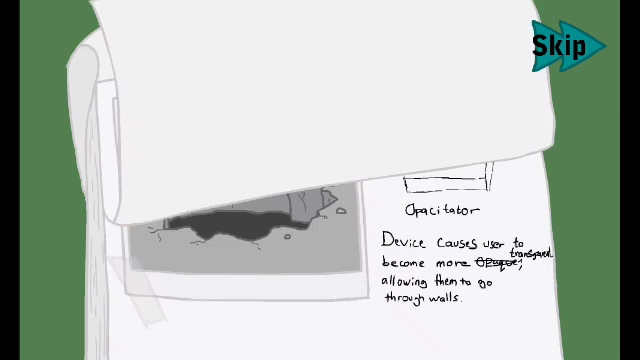 Skip
Opacitator
Device causes user to
transparent
become more opaque;
allowing them to go
through walls.